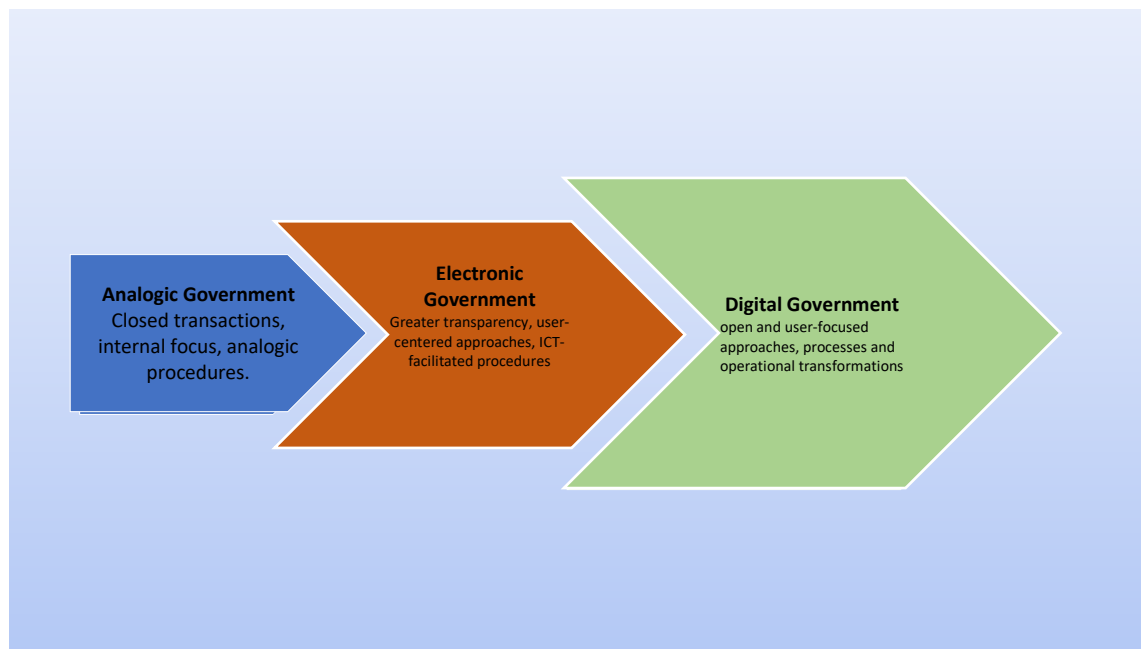 Analogic Government
Closed transactions,
internal focus, analogic
procedures.
Electronic
Government
Greater transparency, user-
centered approaches, ICT-
facilitated procedures
Digital Government
open and user-focused
approaches, processes and
operational transformations